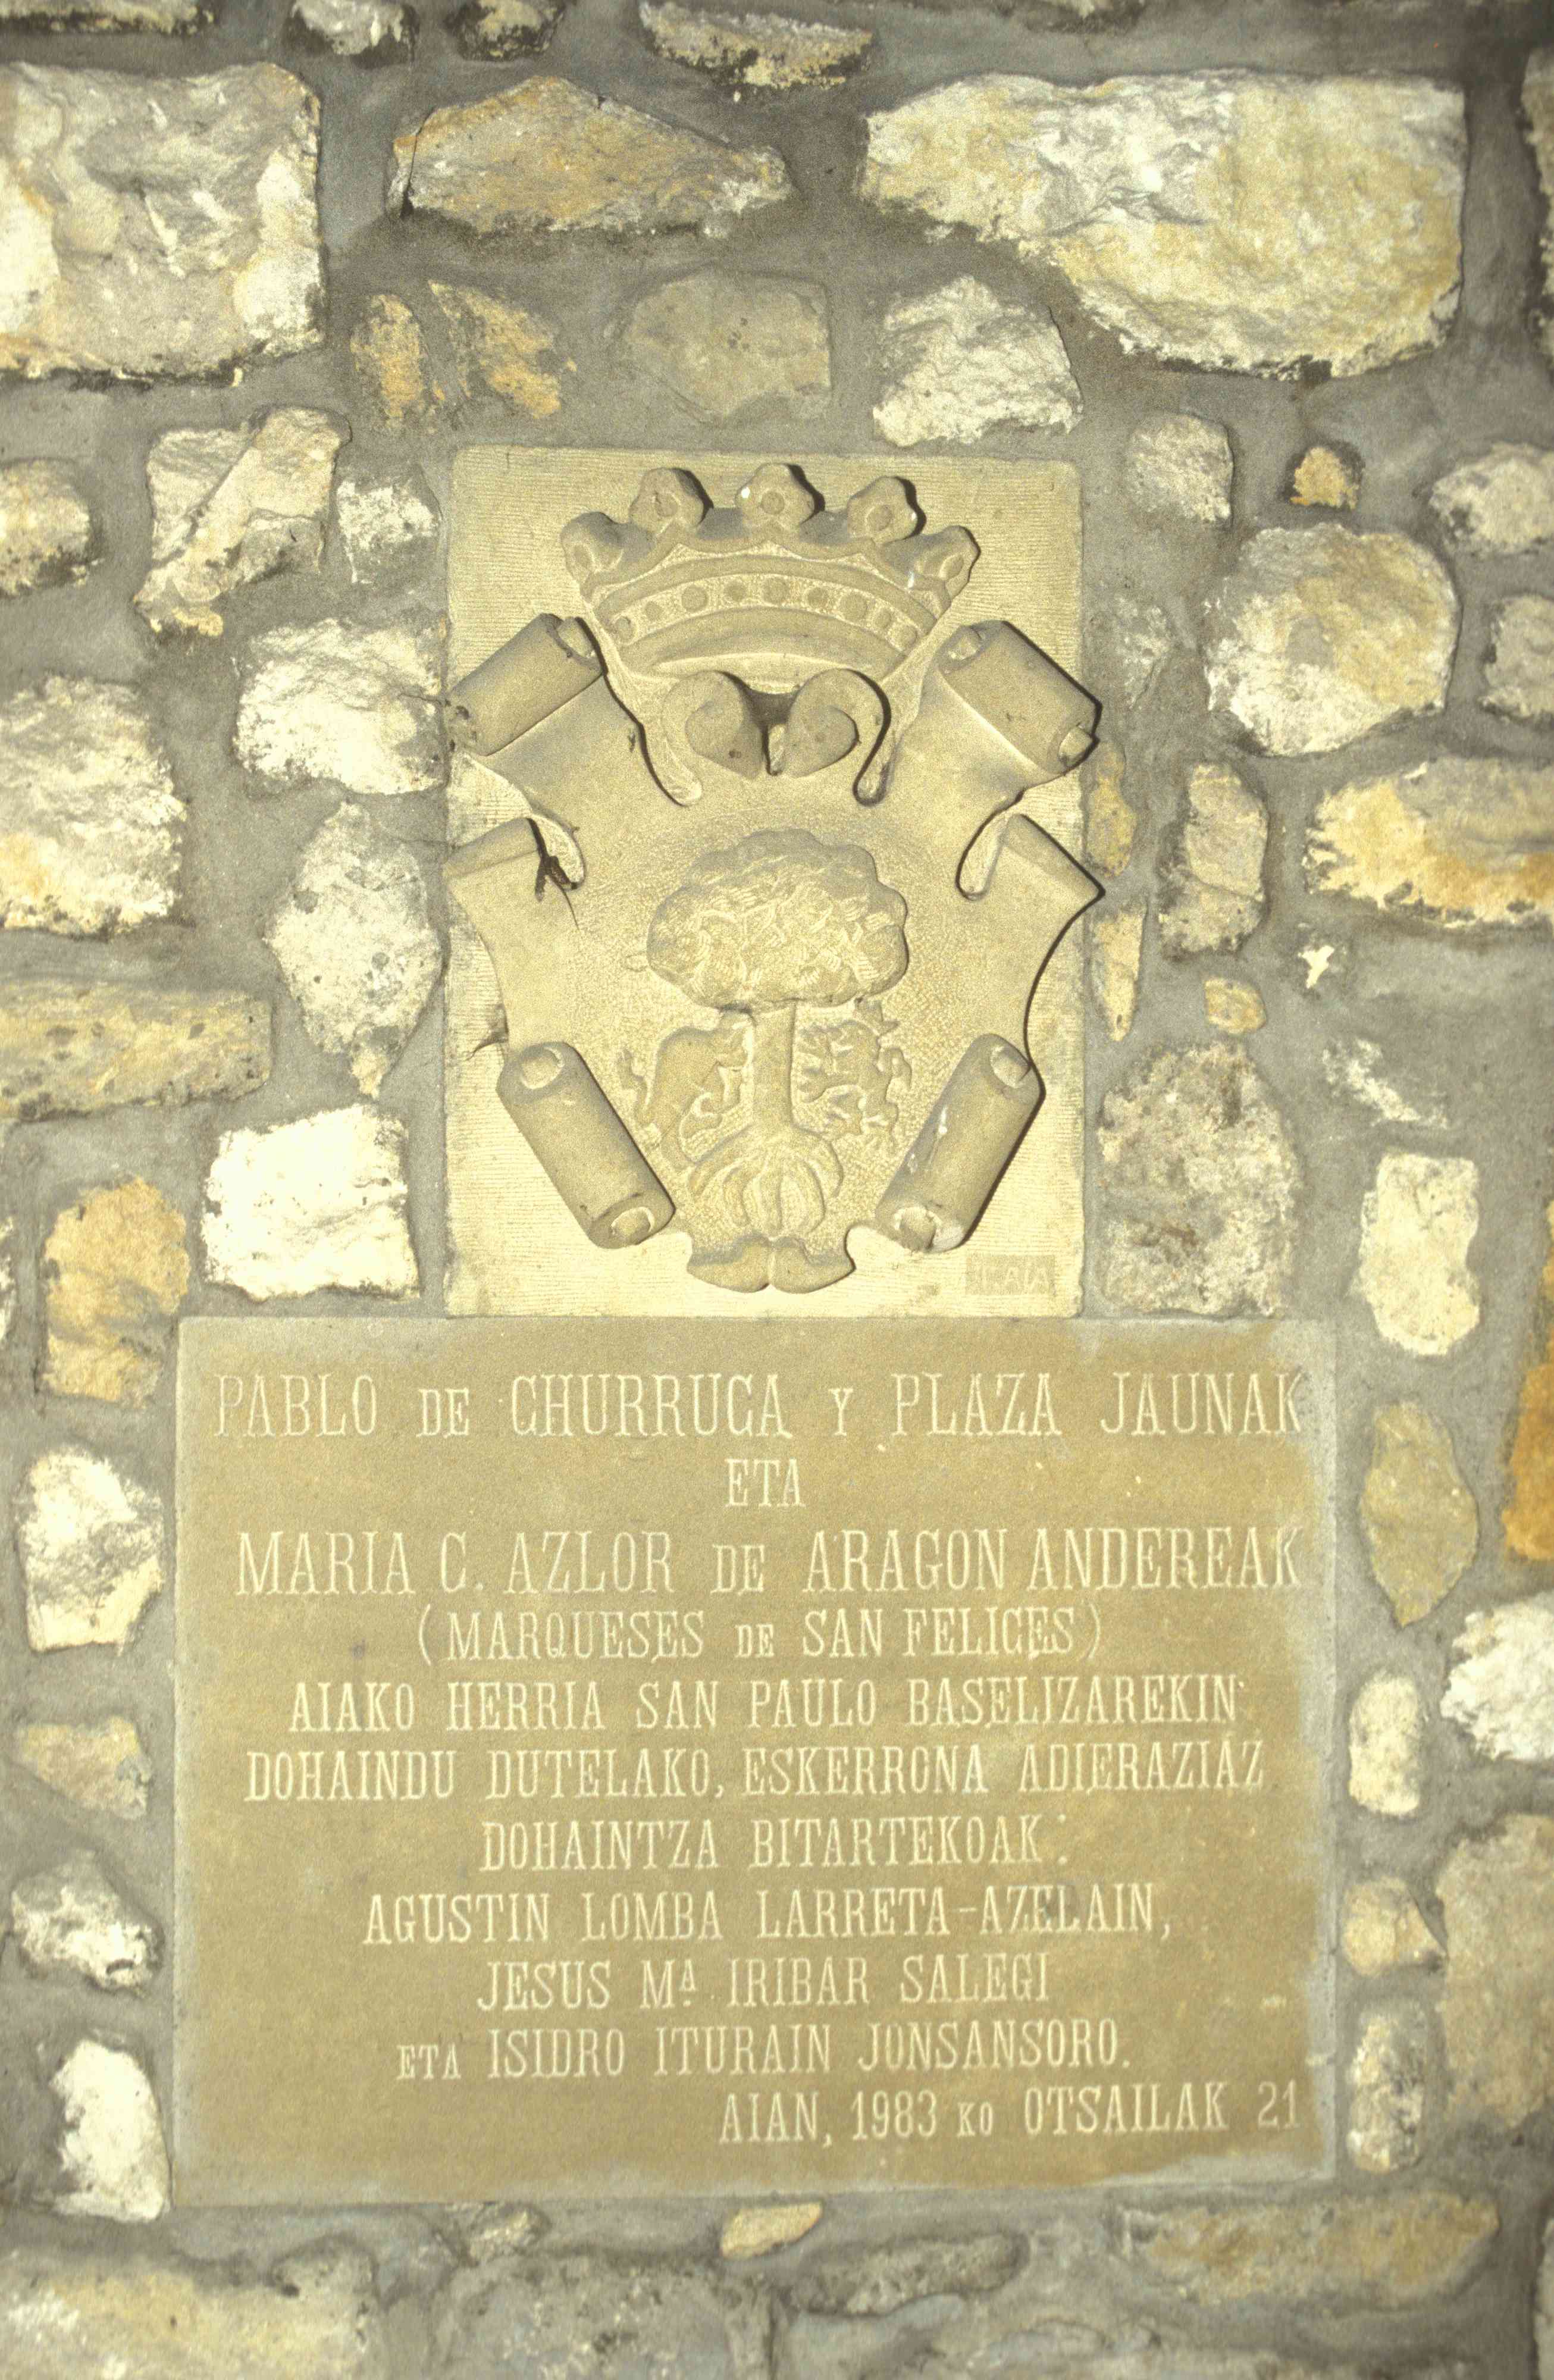 PABLO DE CHURRUCA Y PLAZA JAUNAK
ETA
MARIA C. AZLOR DE ARAGON ANDEREAK
(MARQUESES DE SAN FELICES)
AIAKO HERRIA SAN PAULO BASELIZAREKIN
DOHAINDU DUTELAKO, ESKERRONA ADIERAZIAZ
DOHAINTZA BITARTEKOAK:
AGUSTIN LOMBA LARRETA-AZELAIN,
JESUS Mª IRIBAR SALEGI
ETA ISIDRO ITURAIN JONSANSORO.
AIAN, 1983 KO OTSAILAK 21